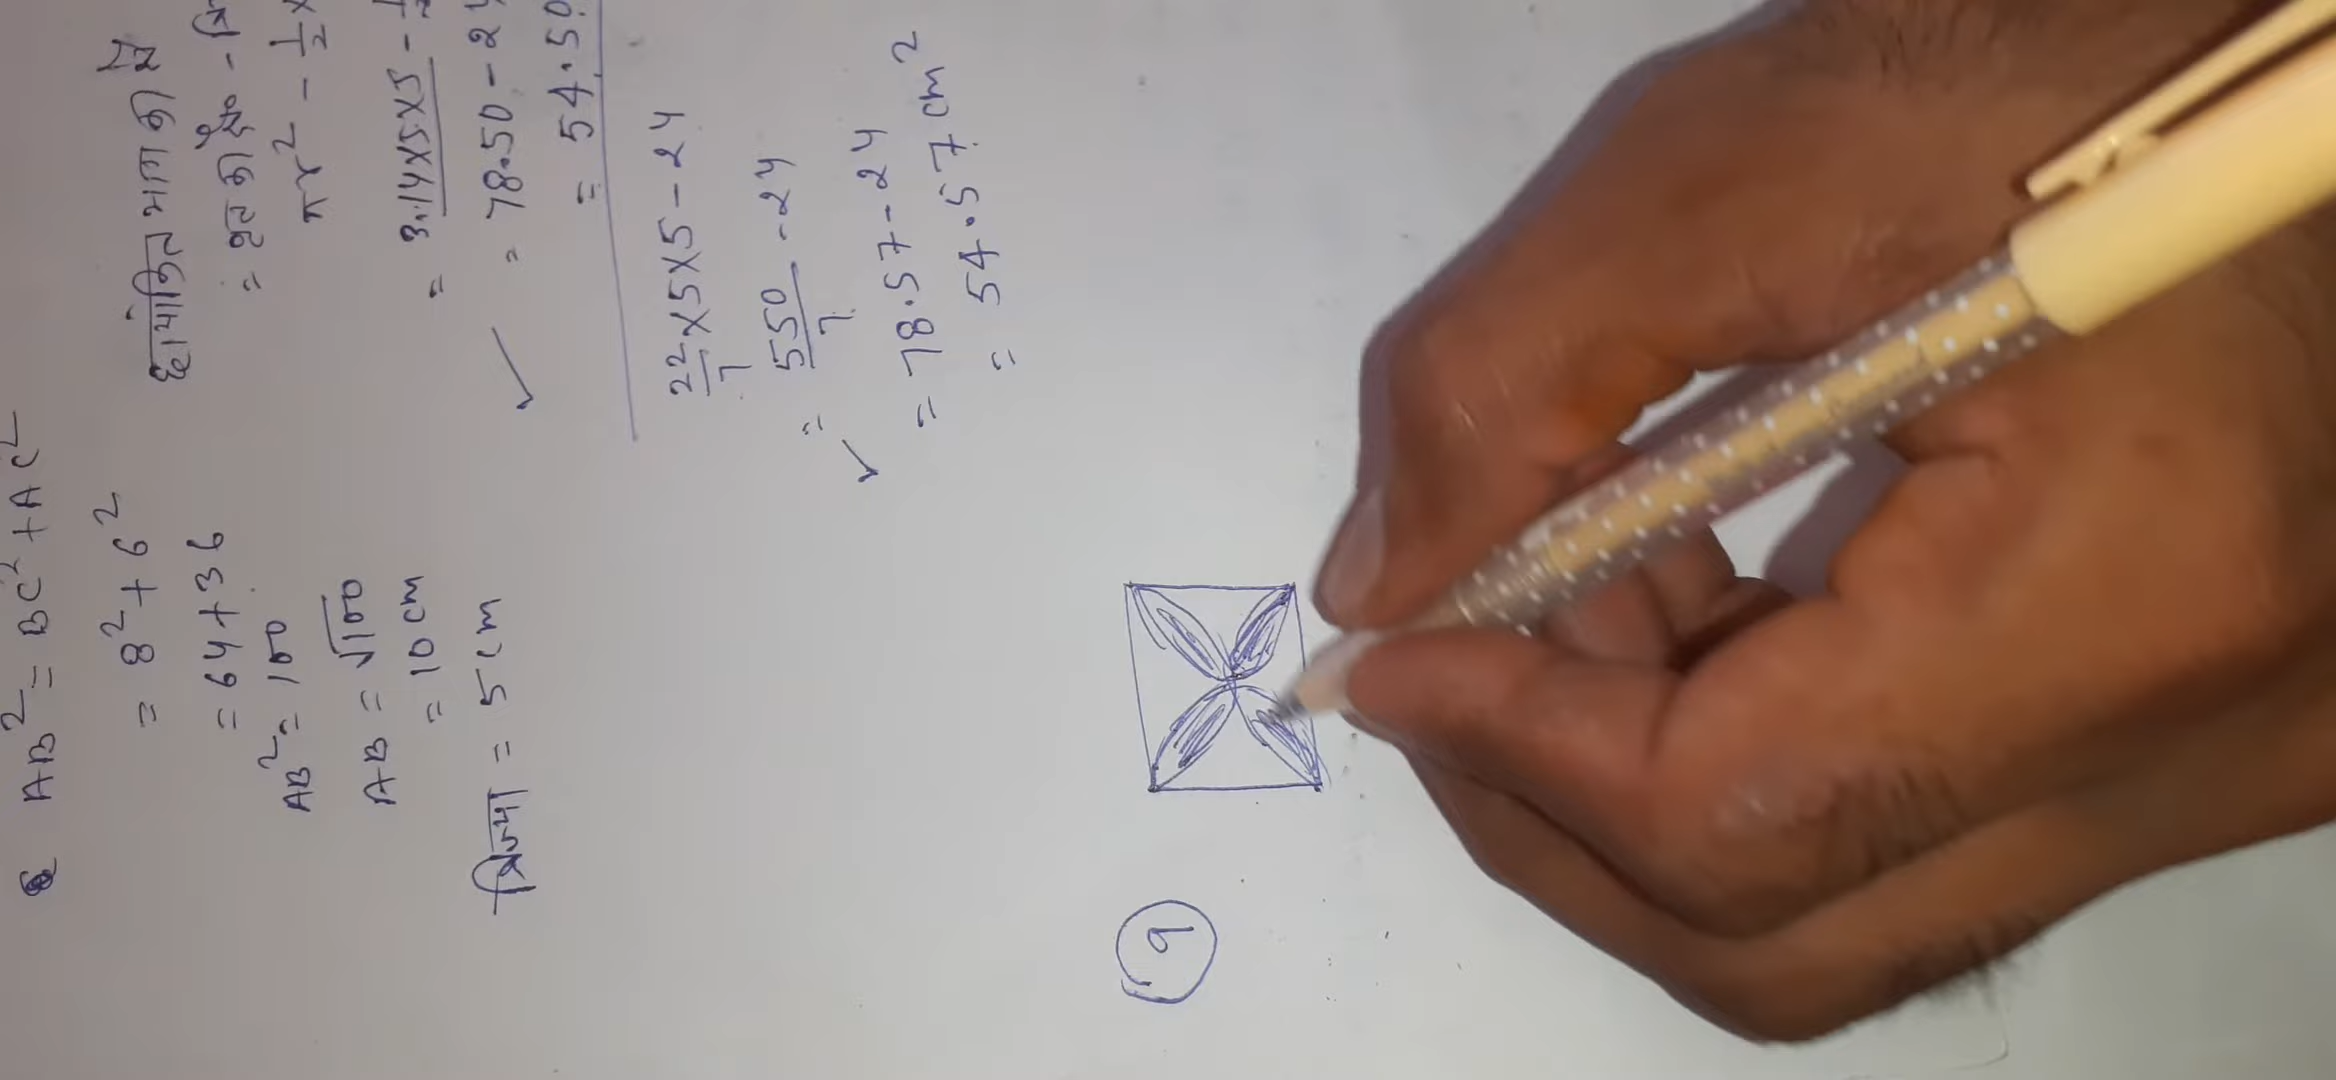 AB² = BC² + AC²
= 8² + 6²
= 64 + 36
AB² = 100
AB = √100
= 10 cm
त्रिज्या = 5 cm
छायांकित भाग का क्षे
= वृत का क्षे० -
πr² - 1/2 ×
= 3.14×5×5 -
= 78.50 - 24
= 54.50
22/7 × 5 × 5 - 24
= 550/7 - 24
= 78.57 - 24
= 54.57 cm²
9